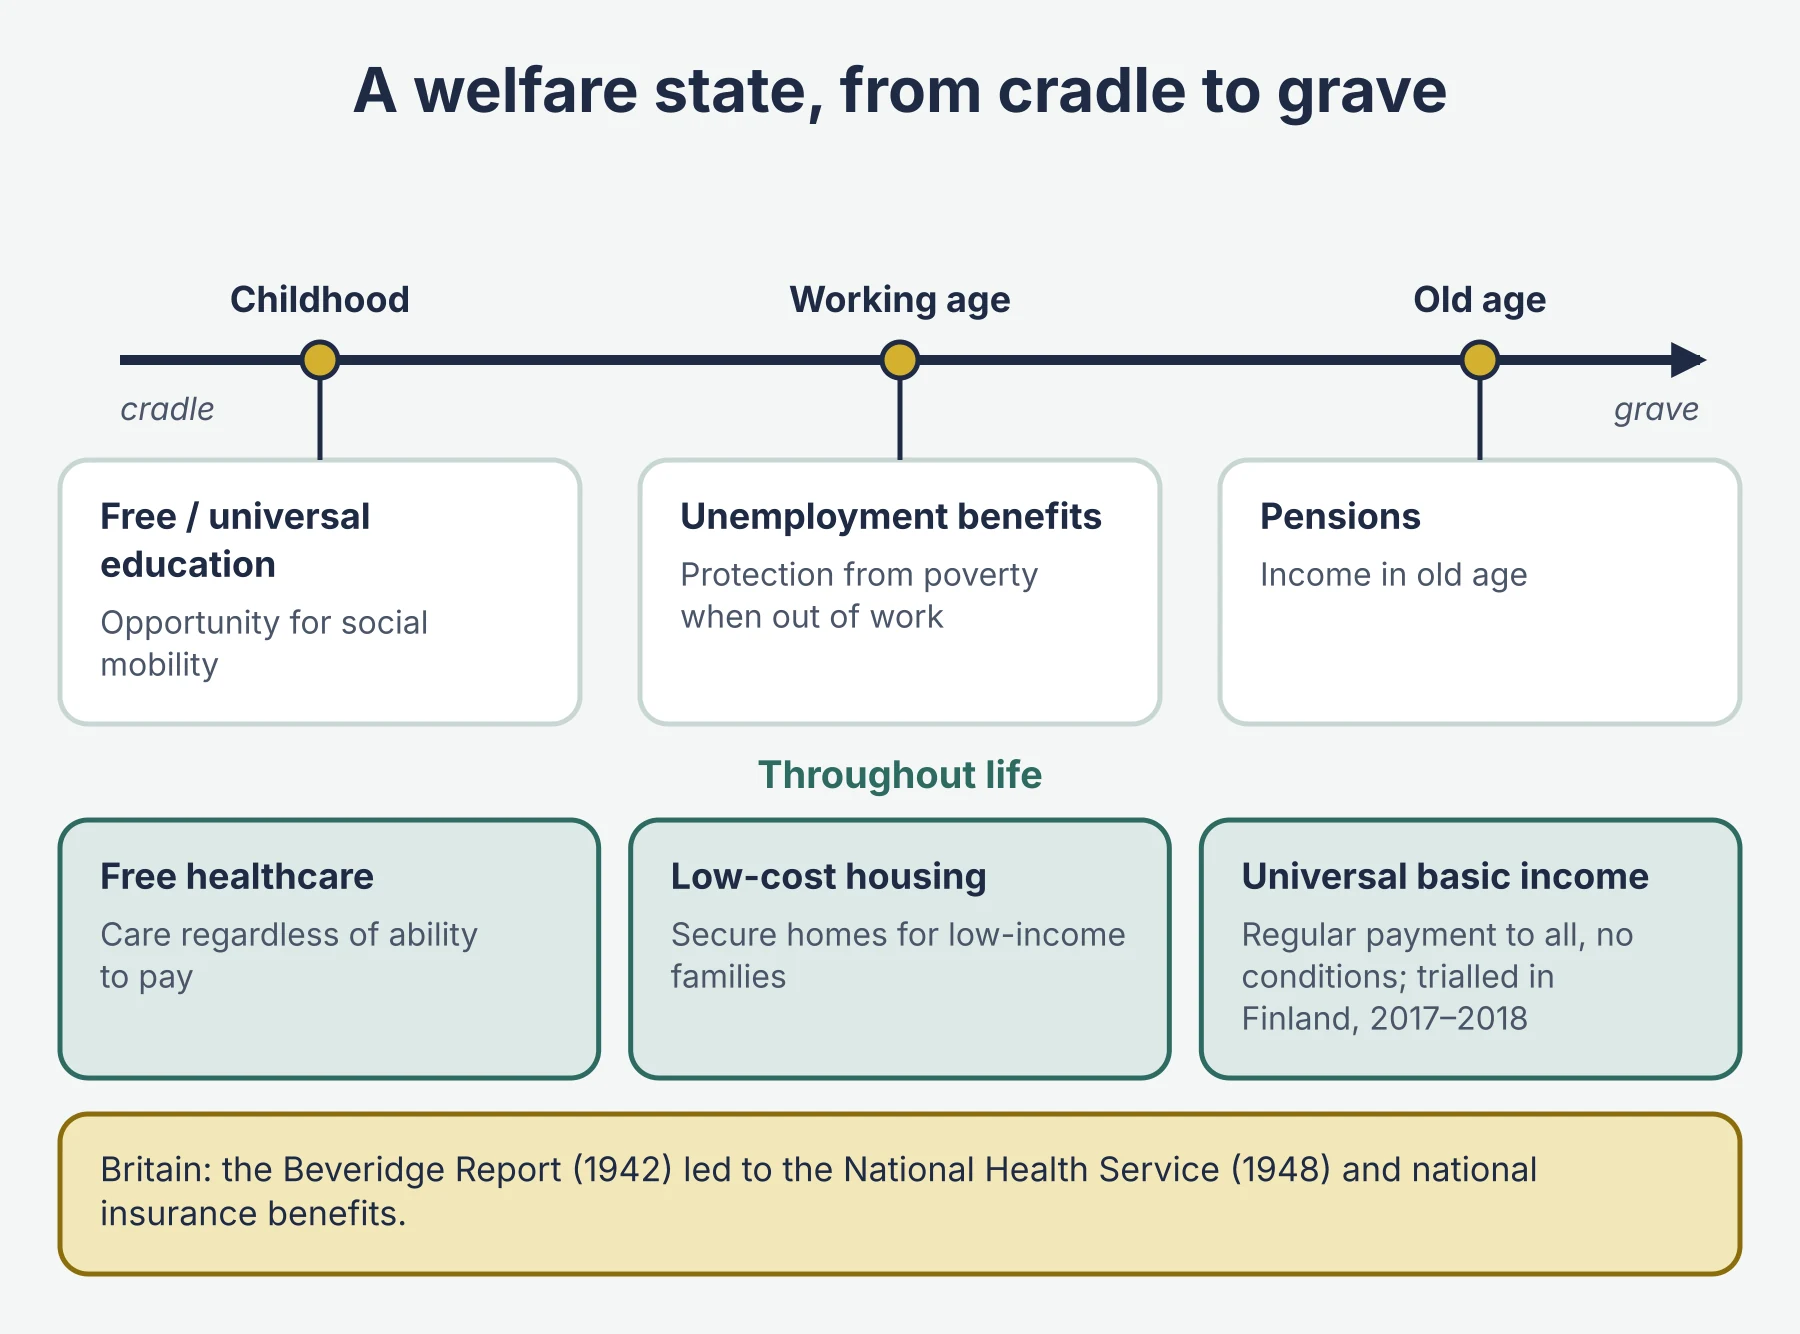 A welfare state, from cradle to grave
Childhood
Working age
Old age
cradle
grave
Free / universal
education
Opportunity for social
mobility
Unemployment benefits
Protection from poverty
when out of work
Pensions
Income in old age
Throughout life
Free healthcare
Care regardless of ability
to pay
Low-cost housing
Secure homes for low-income
families
Universal basic income
Regular payment to all, no
conditions; trialled in
Finland, 2017–2018
Britain: the Beveridge Report (1942) led to the National Health Service (1948) and national
insurance benefits.